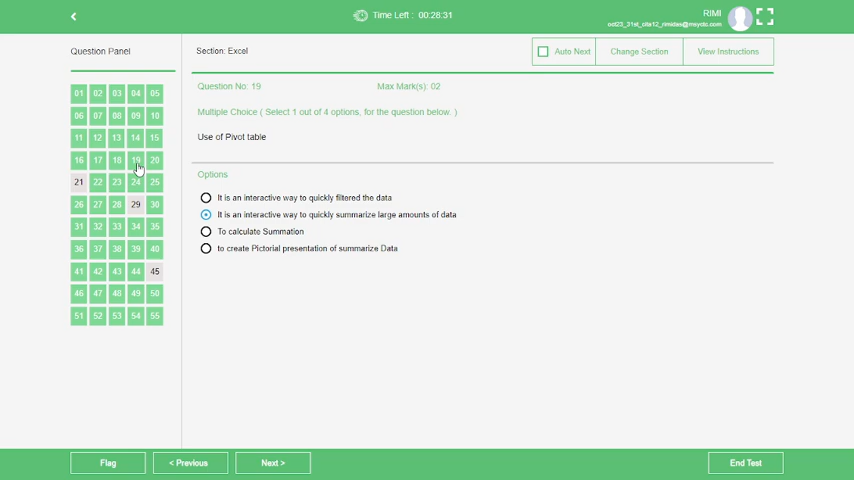 Time Left : 00:28:31
RIMI
Question Panel
Section: Excel
Auto Next
Change Section
View Instructions
Question No: 19
Max Mark(s): 02
Multiple Choice ( Select 1 out of 4 options, for the question below. )
Use of Pivot table
01 02 03 04 05
06 07 08 09 10
11 12 13 14 15
16 17 18 19 20
21 22 23 24 25
26 27 28 29 30
31 32 33 34 35
36 37 38 39 40
41 42 43 44 45
46 47 48 49 50
51 52 53 54 55
Options
It is an interactive way to quickly filtered the data
It is an interactive way to quickly summarize large amounts of data
To calculate Summation
to create Pictorial presentation of summarize Data
Flag
< Previous
Next >
End Test